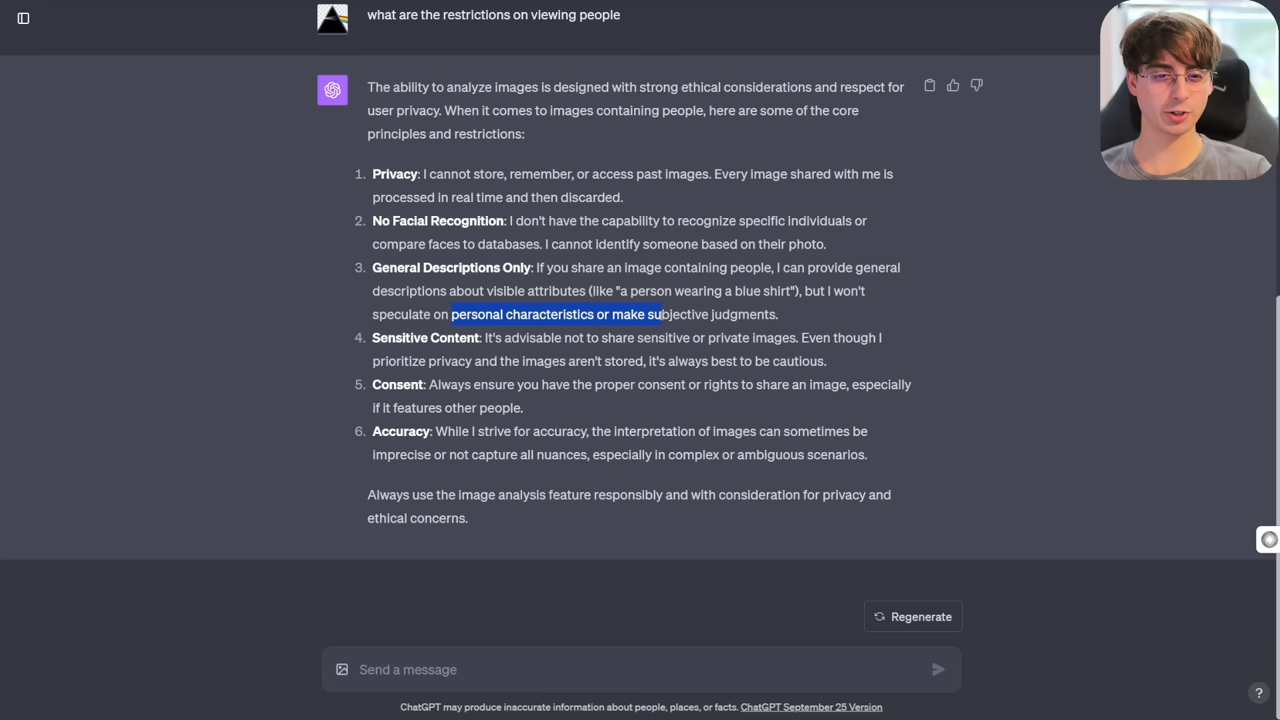 what are the restrictions on viewing people
The ability to analyze images is designed with strong ethical considerations and respect for
user privacy. When it comes to images containing people, here are some of the core
principles and restrictions:
1. Privacy: I cannot store, remember, or access past images. Every image shared with me is
processed in real time and then discarded.
2. No Facial Recognition: I don't have the capability to recognize specific individuals or
compare faces to databases. I cannot identify someone based on their photo.
3. General Descriptions Only: If you share an image containing people, I can provide general
descriptions about visible attributes (like "a person wearing a blue shirt"), but I won't
speculate on personal characteristics or make subjective judgments.
4. Sensitive Content: It's advisable not to share sensitive or private images. Even though I
prioritize privacy and the images aren't stored, it's always best to be cautious.
5. Consent: Always ensure you have the proper consent or rights to share an image, especially
if it features other people.
6. Accuracy: While I strive for accuracy, the interpretation of images can sometimes be
imprecise or not capture all nuances, especially in complex or ambiguous scenarios.
Always use the image analysis feature responsibly and with consideration for privacy and
ethical concerns.
Regenerate
Send a message
?
ChatGPT may produce inaccurate information about people, places, or facts. ChatGPT September 25 Version